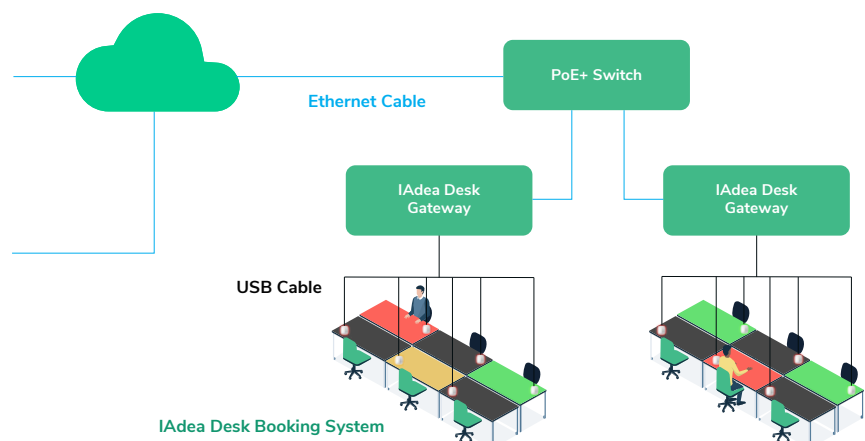 PoE+ Switch
Ethernet Cable
IAdea Desk
Gateway
IAdea Desk
Gateway
USB Cable
IAdea Desk Booking System